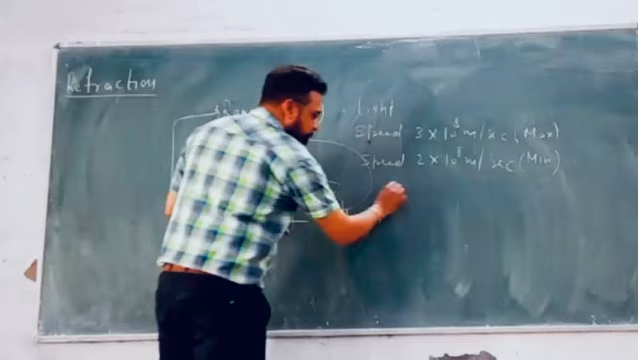 Refraction
Light
Speed 3 × 10⁸ m/sec (Max)
Speed 2 × 10⁸ m/sec (Min)